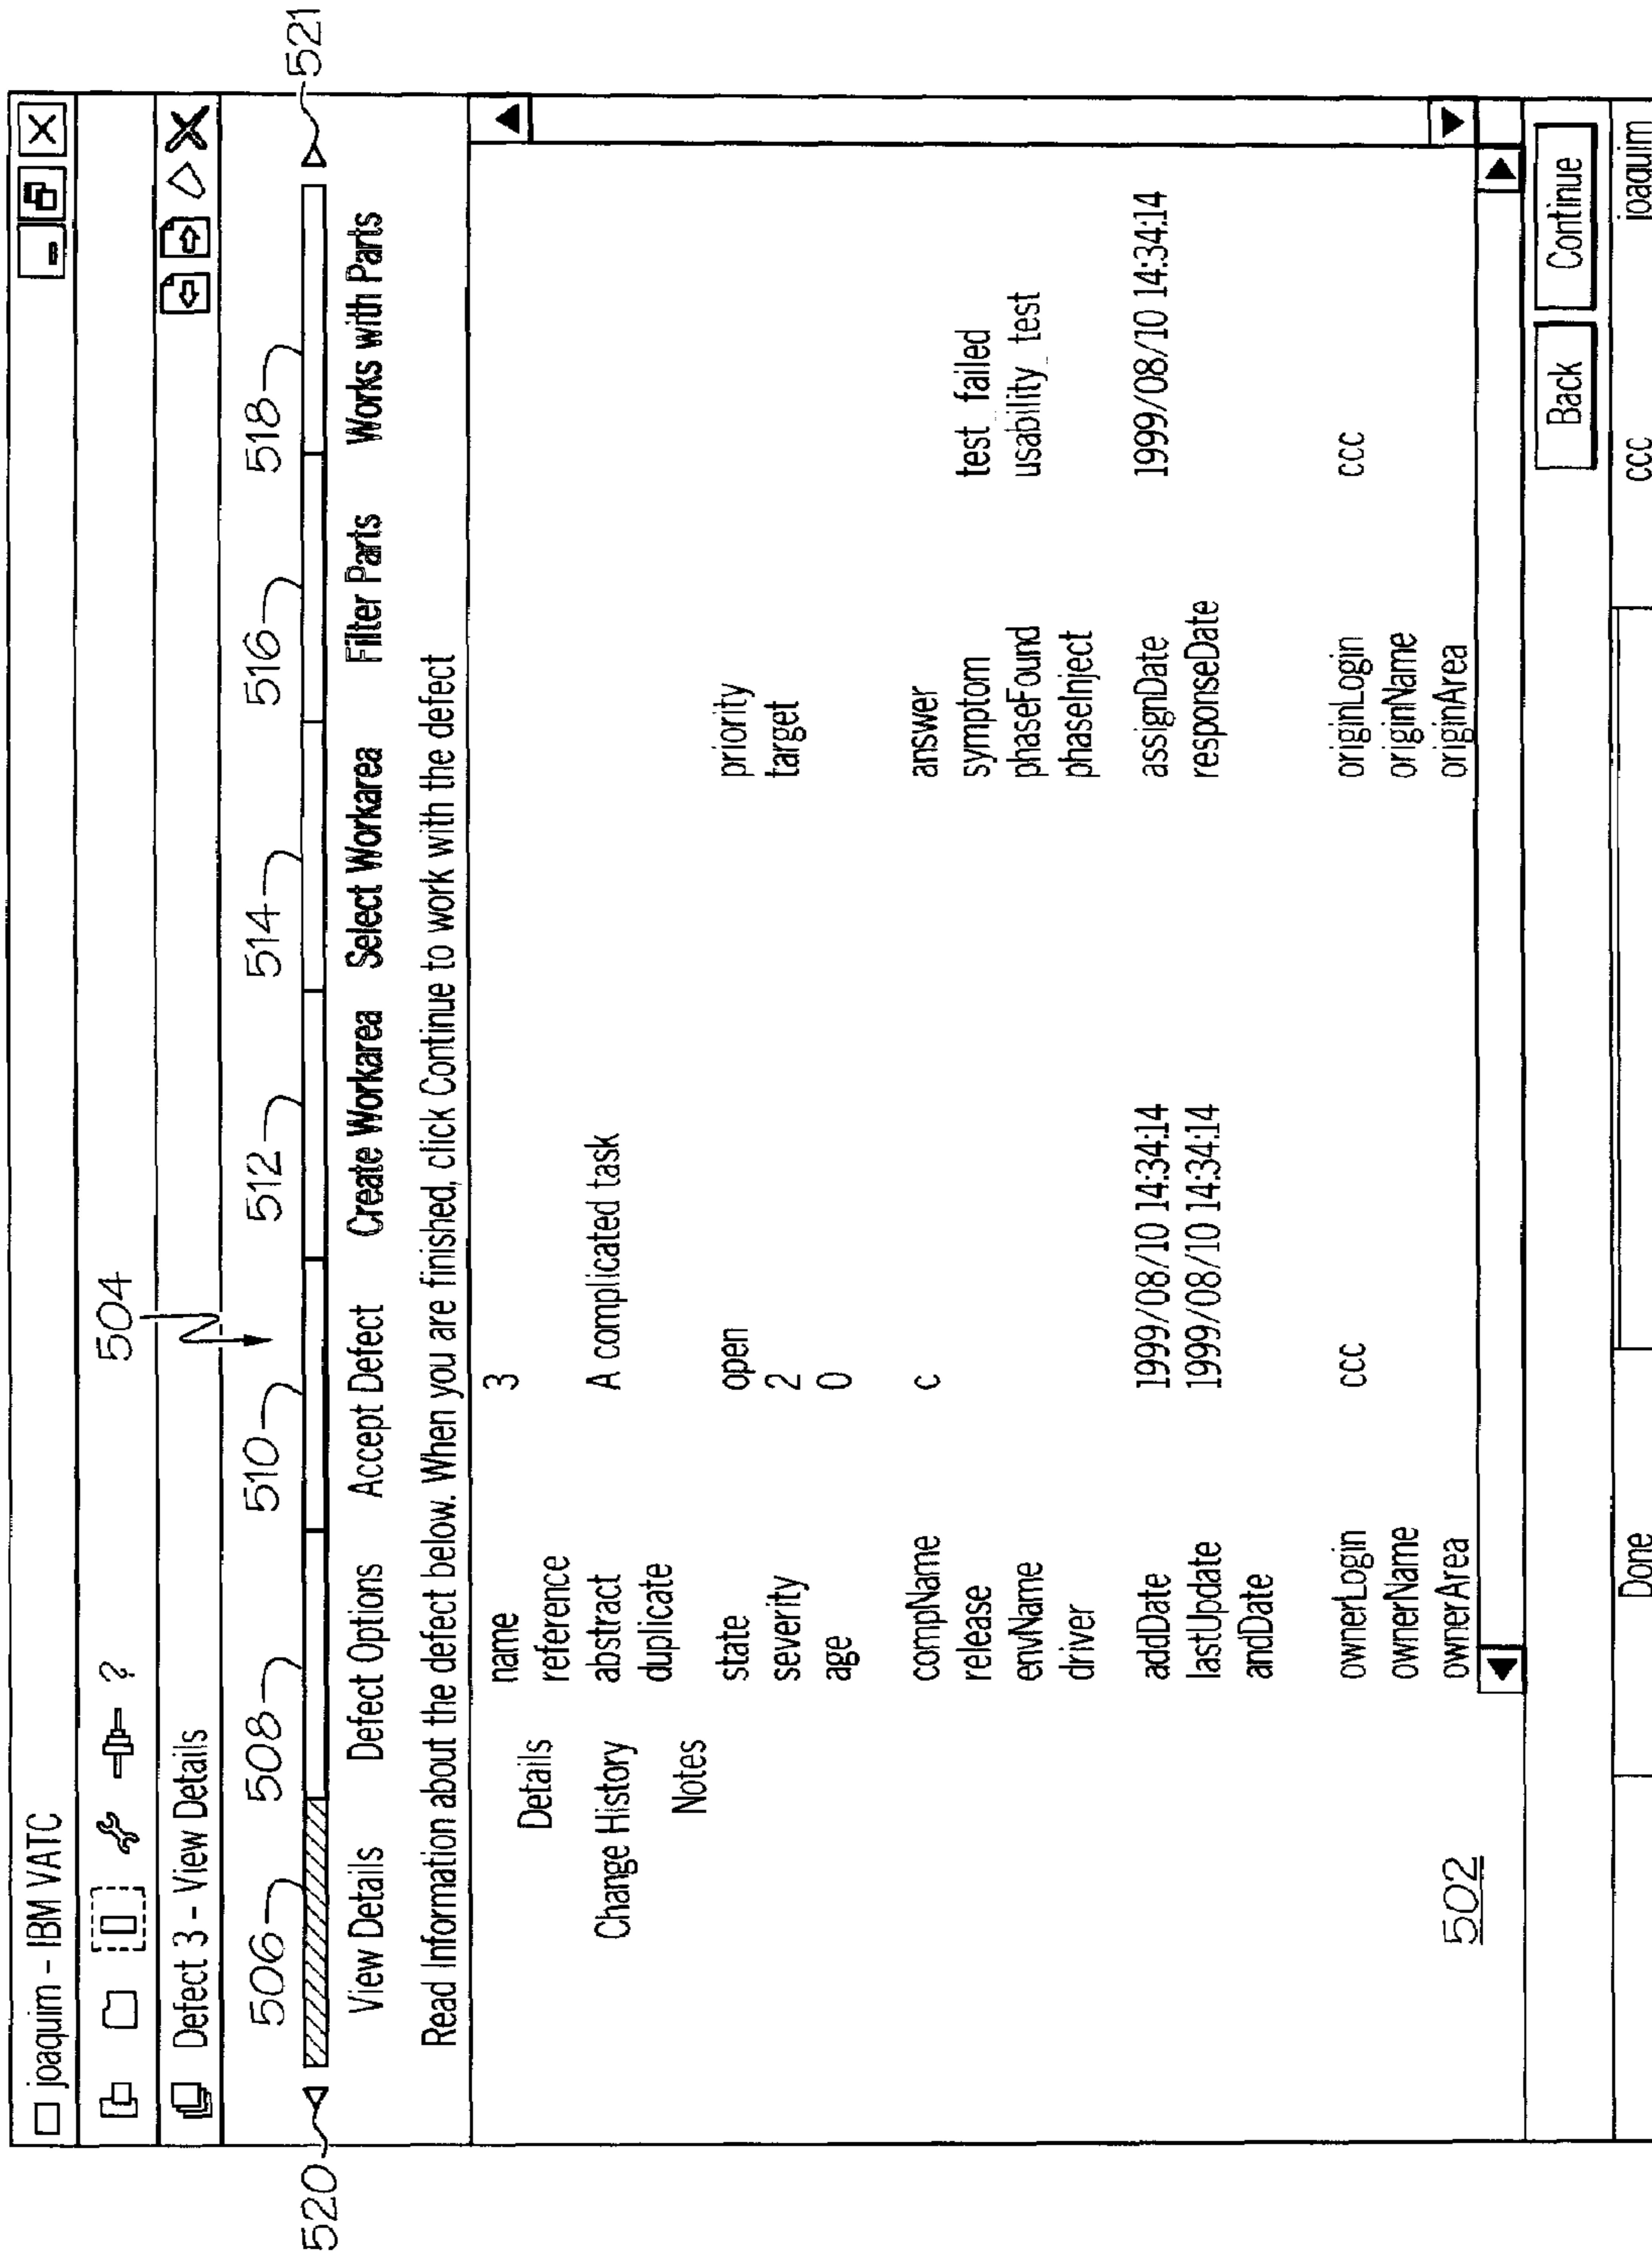 joaquim - IBM VATC
504
?
Defect 3 - View Details
506 508 510 512 514 516 518
520 521
View Details Defect Options Accept Defect Create Workarea Select Workarea Filter Parts Works with Parts
Read Information about the defect below. When you are finished, click Continue to work with the defect
Details
Change History
Notes
name 3
reference
abstract A complicated task
duplicate
state open priority
severity 2 target
age 0
compName c answer
release symptom test_failed
envName phaseFound usability_test
driver phaseInject
addDate 1999/08/10 14:34:14 assignDate 1999/08/10 14:34:14
lastUpdate 1999/08/10 14:34:14 responseDate
andDate
ownerLogin ccc originLogin ccc
ownerName originName
ownerArea originArea
502
Back Continue
Done ccc joaquim